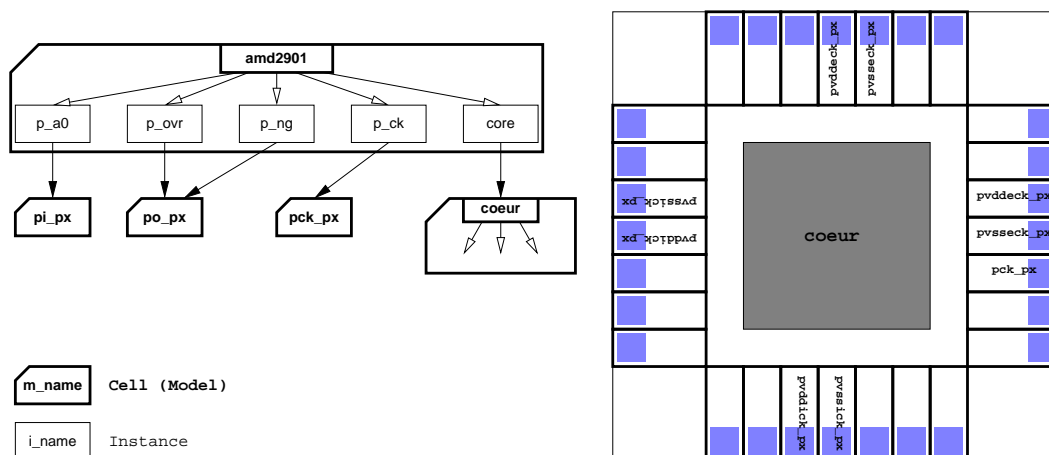 amd2901
p_a0
p_ovr
p_ng
p_ck
core
pi_px
po_px
pck_px
coeur
m_name
Cell (Model)
i_name
Instance
pvddeck_px
pvsseck_px
pvssick_px
pvddick_px
coeur
pvddeck_px
pvsseck_px
pck_px
pvddick_px
pvssick_px